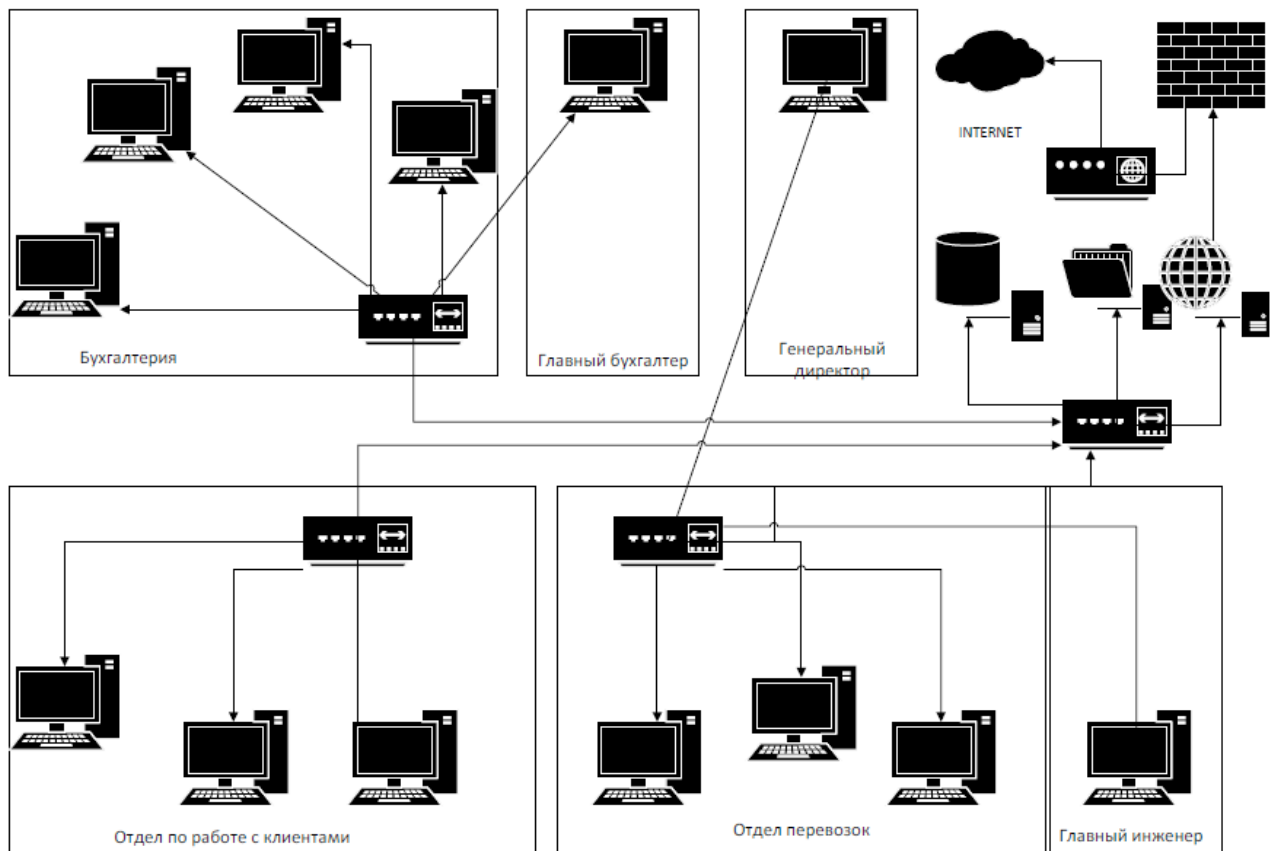 INTERNET
Бухгалтерия
Главный бухгалтер
Генеральный
директор
Отдел по работе с клиентами
Отдел перевозок
Главный инженер